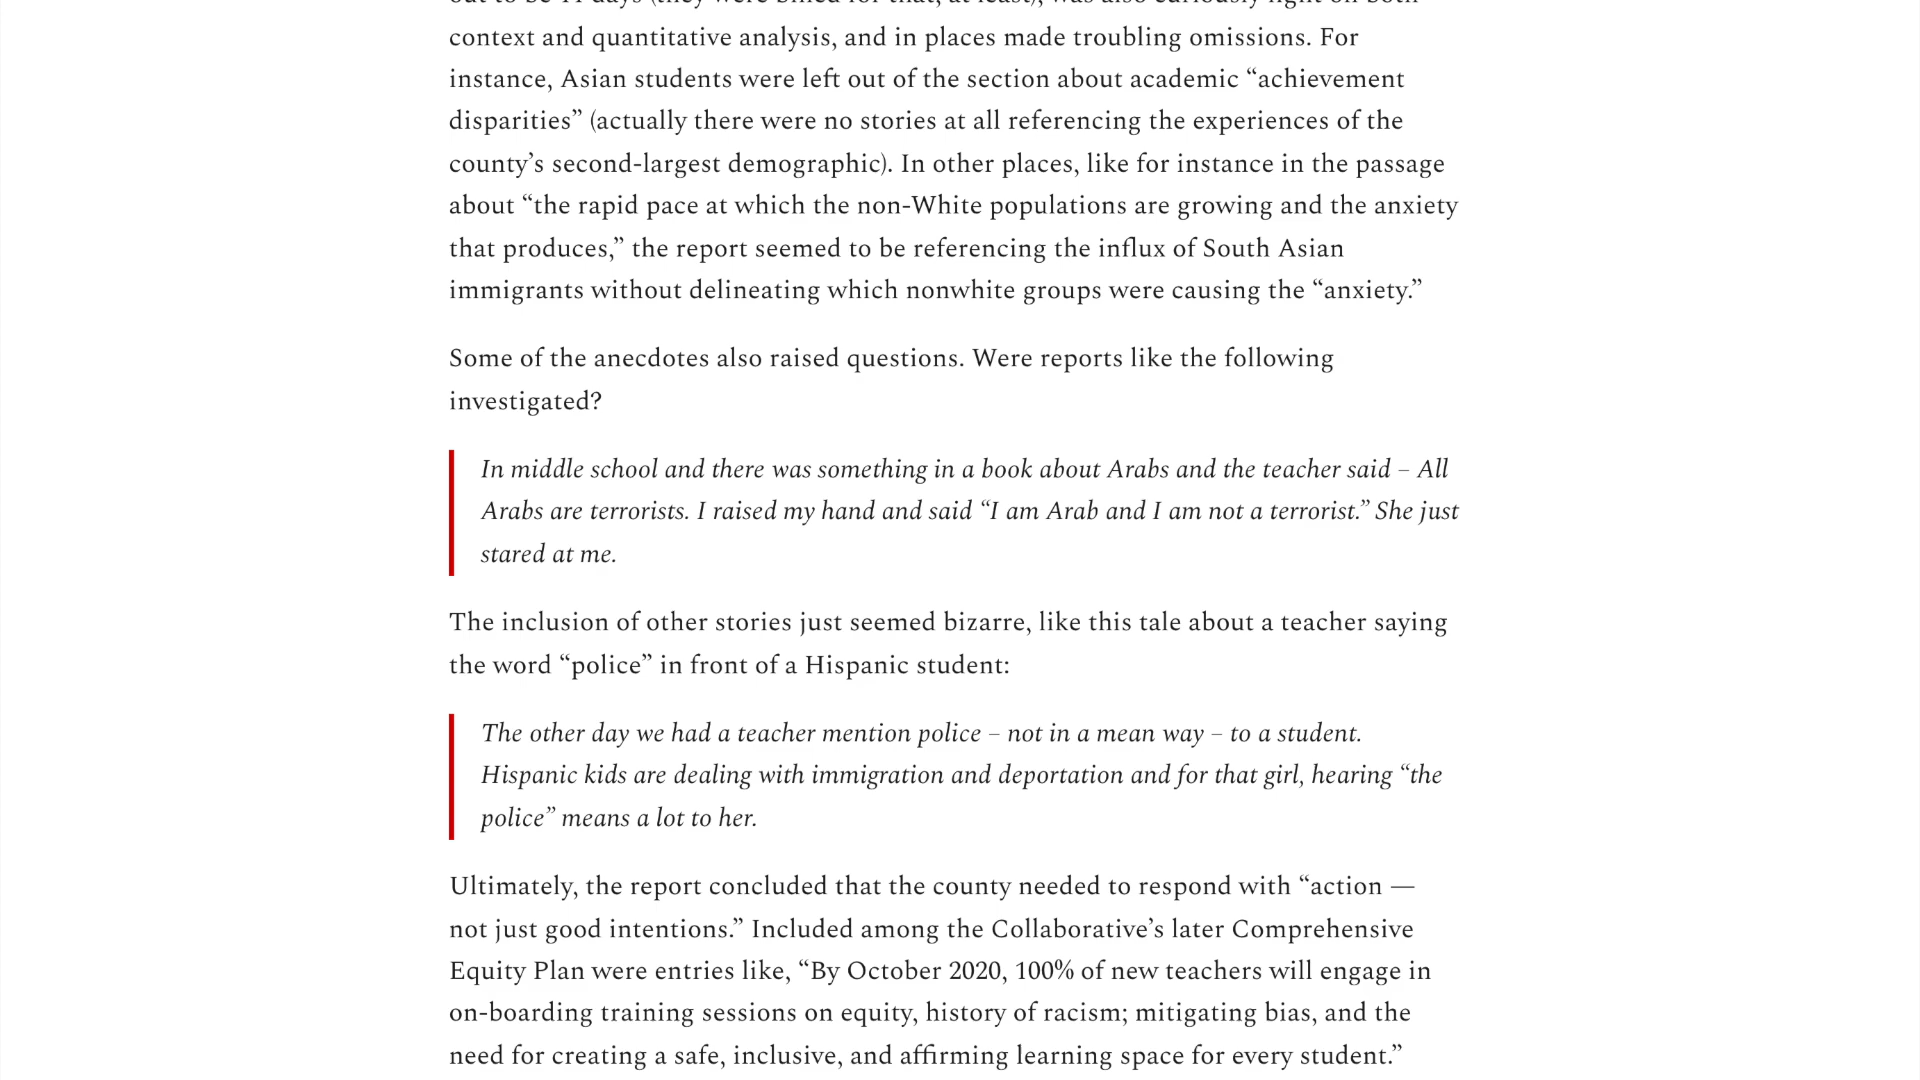 context and quantitative analysis, and in places made troubling omissions. For
instance, Asian students were left out of the section about academic “achievement
disparities” (actually there were no stories at all referencing the experiences of the
county’s second-largest demographic). In other places, like for instance in the passage
about “the rapid pace at which the non-White populations are growing and the anxiety
that produces,” the report seemed to be referencing the influx of South Asian
immigrants without delineating which nonwhite groups were causing the “anxiety.”
Some of the anecdotes also raised questions. Were reports like the following
investigated?
In middle school and there was something in a book about Arabs and the teacher said – All
Arabs are terrorists. I raised my hand and said “I am Arab and I am not a terrorist.” She just
stared at me.
The inclusion of other stories just seemed bizarre, like this tale about a teacher saying
the word “police” in front of a Hispanic student:
The other day we had a teacher mention police – not in a mean way – to a student.
Hispanic kids are dealing with immigration and deportation and for that girl, hearing “the
police” means a lot to her.
Ultimately, the report concluded that the county needed to respond with “action —
not just good intentions.” Included among the Collaborative’s later Comprehensive
Equity Plan were entries like, “By October 2020, 100% of new teachers will engage in
on-boarding training sessions on equity, history of racism; mitigating bias, and the
need for creating a safe, inclusive, and affirming learning space for every student.”